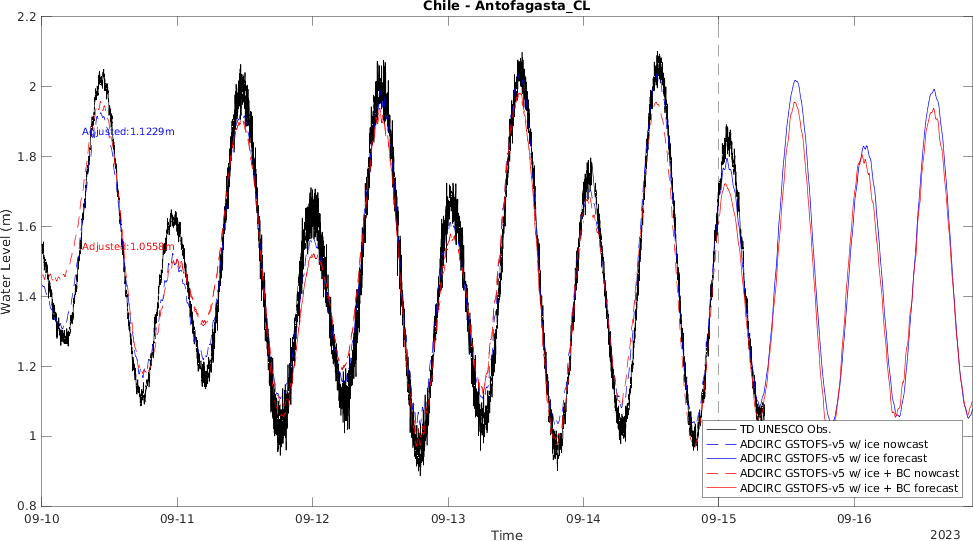 Chile - Antofagasta_CL
2.2
2
1.8
1.6
1.4
1.2
1
0.8
Water Level (m)
Adjusted:1.1229m
Adjusted:1.0558m
TD UNESCO Obs.
ADCIRC GSTOFS-v5 w/ ice nowcast
ADCIRC GSTOFS-v5 w/ ice forecast
ADCIRC GSTOFS-v5 w/ ice + BC nowcast
ADCIRC GSTOFS-v5 w/ ice + BC forecast
09-10 09-11 09-12 09-13 09-14 09-15 09-16
Time
2023